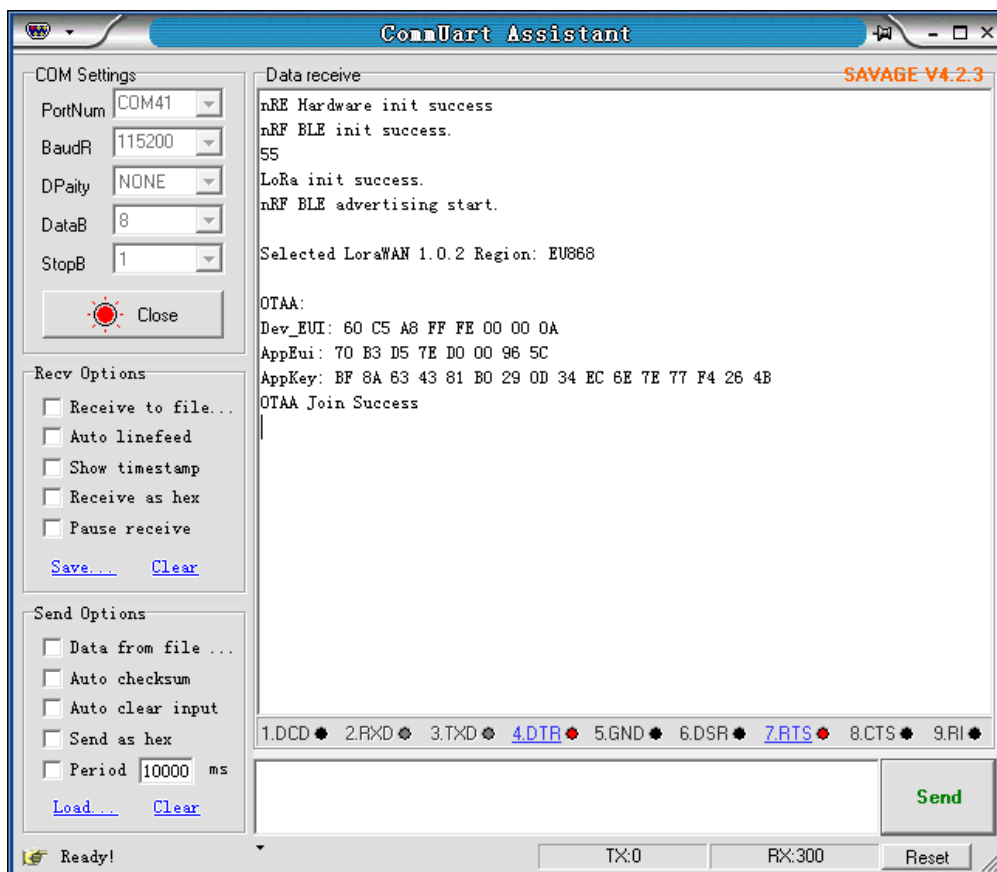 CommUart Assistant
COM Settings
PortNum COM41
BaudR 115200
DPaity NONE
DataB 8
StopB 1
Close
Recv Options
Receive to file...
Auto linefeed
Show timestamp
Receive as hex
Pause receive
Save... Clear
Send Options
Data from file ...
Auto checksum
Auto clear input
Send as hex
Period 10000 ms
Load... Clear
Data receive SAVAGE V4.2.3
nRE Hardware init success
nRF BLE init success.
55
LoRa init success.
nRF BLE advertising start.
Selected LoraWAN 1.0.2 Region: EU868
OTAA:
Dev_EUI: 60 C5 A8 FF FE 00 00 0A
AppEui: 70 B3 D5 7E D0 00 96 5C
AppKey: BF 8A 63 43 81 B0 29 0D 34 EC 6E 7E 77 F4 26 4B
OTAA Join Success
1.DCD 2.RXD 3.TXD 4.DTR 5.GND 6.DSR 7.RTS 8.CTS 9.RI
Send
Ready! TX:0 RX:300 Reset